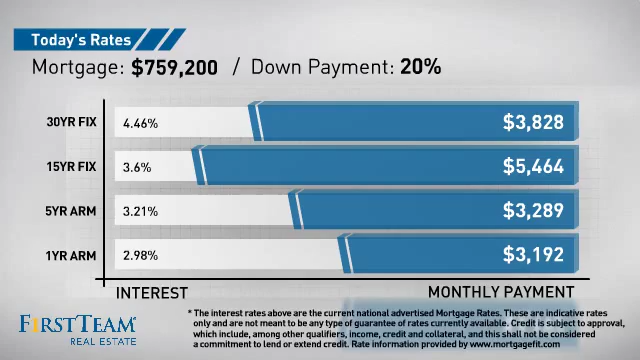 Today's Rates
Mortgage: $759,200 / Down Payment: 20%
30YR FIX 4.46% $3,828
15YR FIX 3.6% $5,464
5YR ARM 3.21% $3,289
1YR ARM 2.98% $3,192
INTEREST MONTHLY PAYMENT
FIRSTTEAM®
REAL ESTATE
* The interest rates above are the current national advertised Mortgage Rates. These are indicative rates
only and are not meant to be any type of guarantee of rates currently available. Credit is subject to approval,
which include, among other qualifiers, income, credit and collateral, and this shall not be considered
a commitment to lend or extend credit. Rate information provided by www.mortgagefit.com